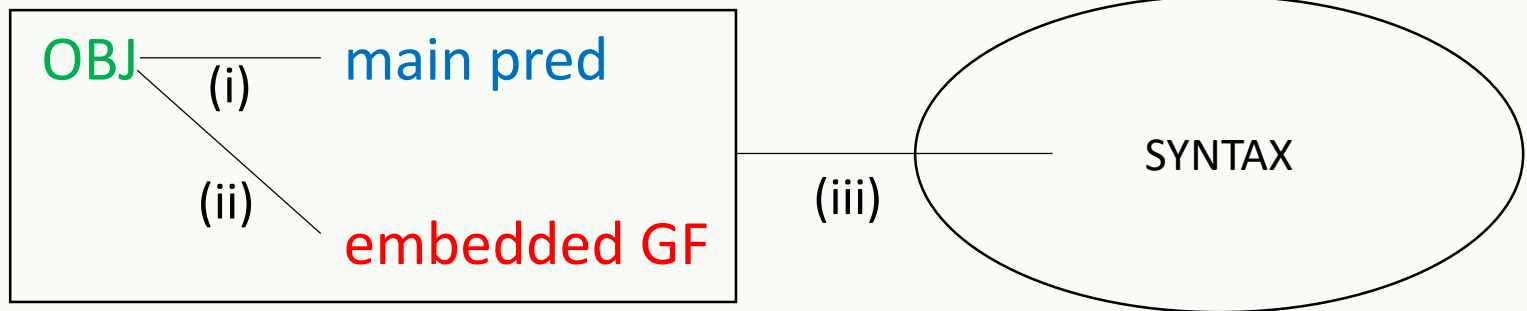 OBJ main pred
(i)
SYNTAX
(ii)
(iii)
embedded GF